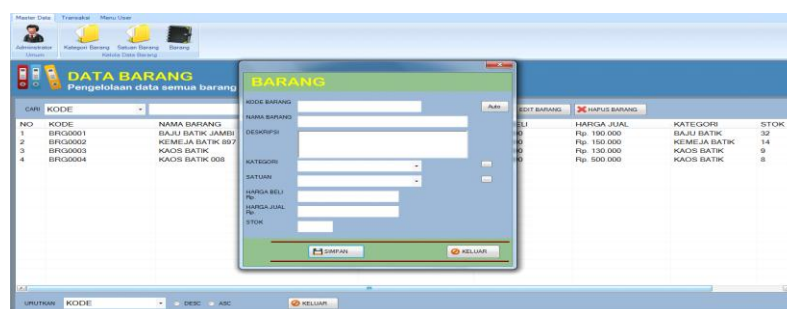 Master Data Transaksi Menu User
Administrator Kategori Barang Satuan Barang Barang
Umum Kelola Data Barang
DATA BARANG
Pengelolaan data semua barang
CARI KODE EDIT BARANG HAPUS BARANG
NO KODE NAMA BARANG HARGA JUAL KATEGORI STOK
1 BRG0001 BAJU BATIK JAMBI Rp. 190.000 BAJU BATIK 32
2 BRG0002 KEMEJA BATIK 897 Rp. 150.000 KEMEJA BATIK 14
3 BRG0003 KAOS BATIK Rp. 130.000 KAOS BATIK 9
4 BRG0004 KAOS BATIK 008 Rp. 500.000 KAOS BATIK 8
BARANG
KODE BARANG Auto
NAMA BARANG
DESKRIPSI
KATEGORI ...
SATUAN ...
HARGA BELI
Rp.
HARGA JUAL
Rp.
STOK
SIMPAN KELUAR
URUTKAN KODE DESC ASC KELUAR